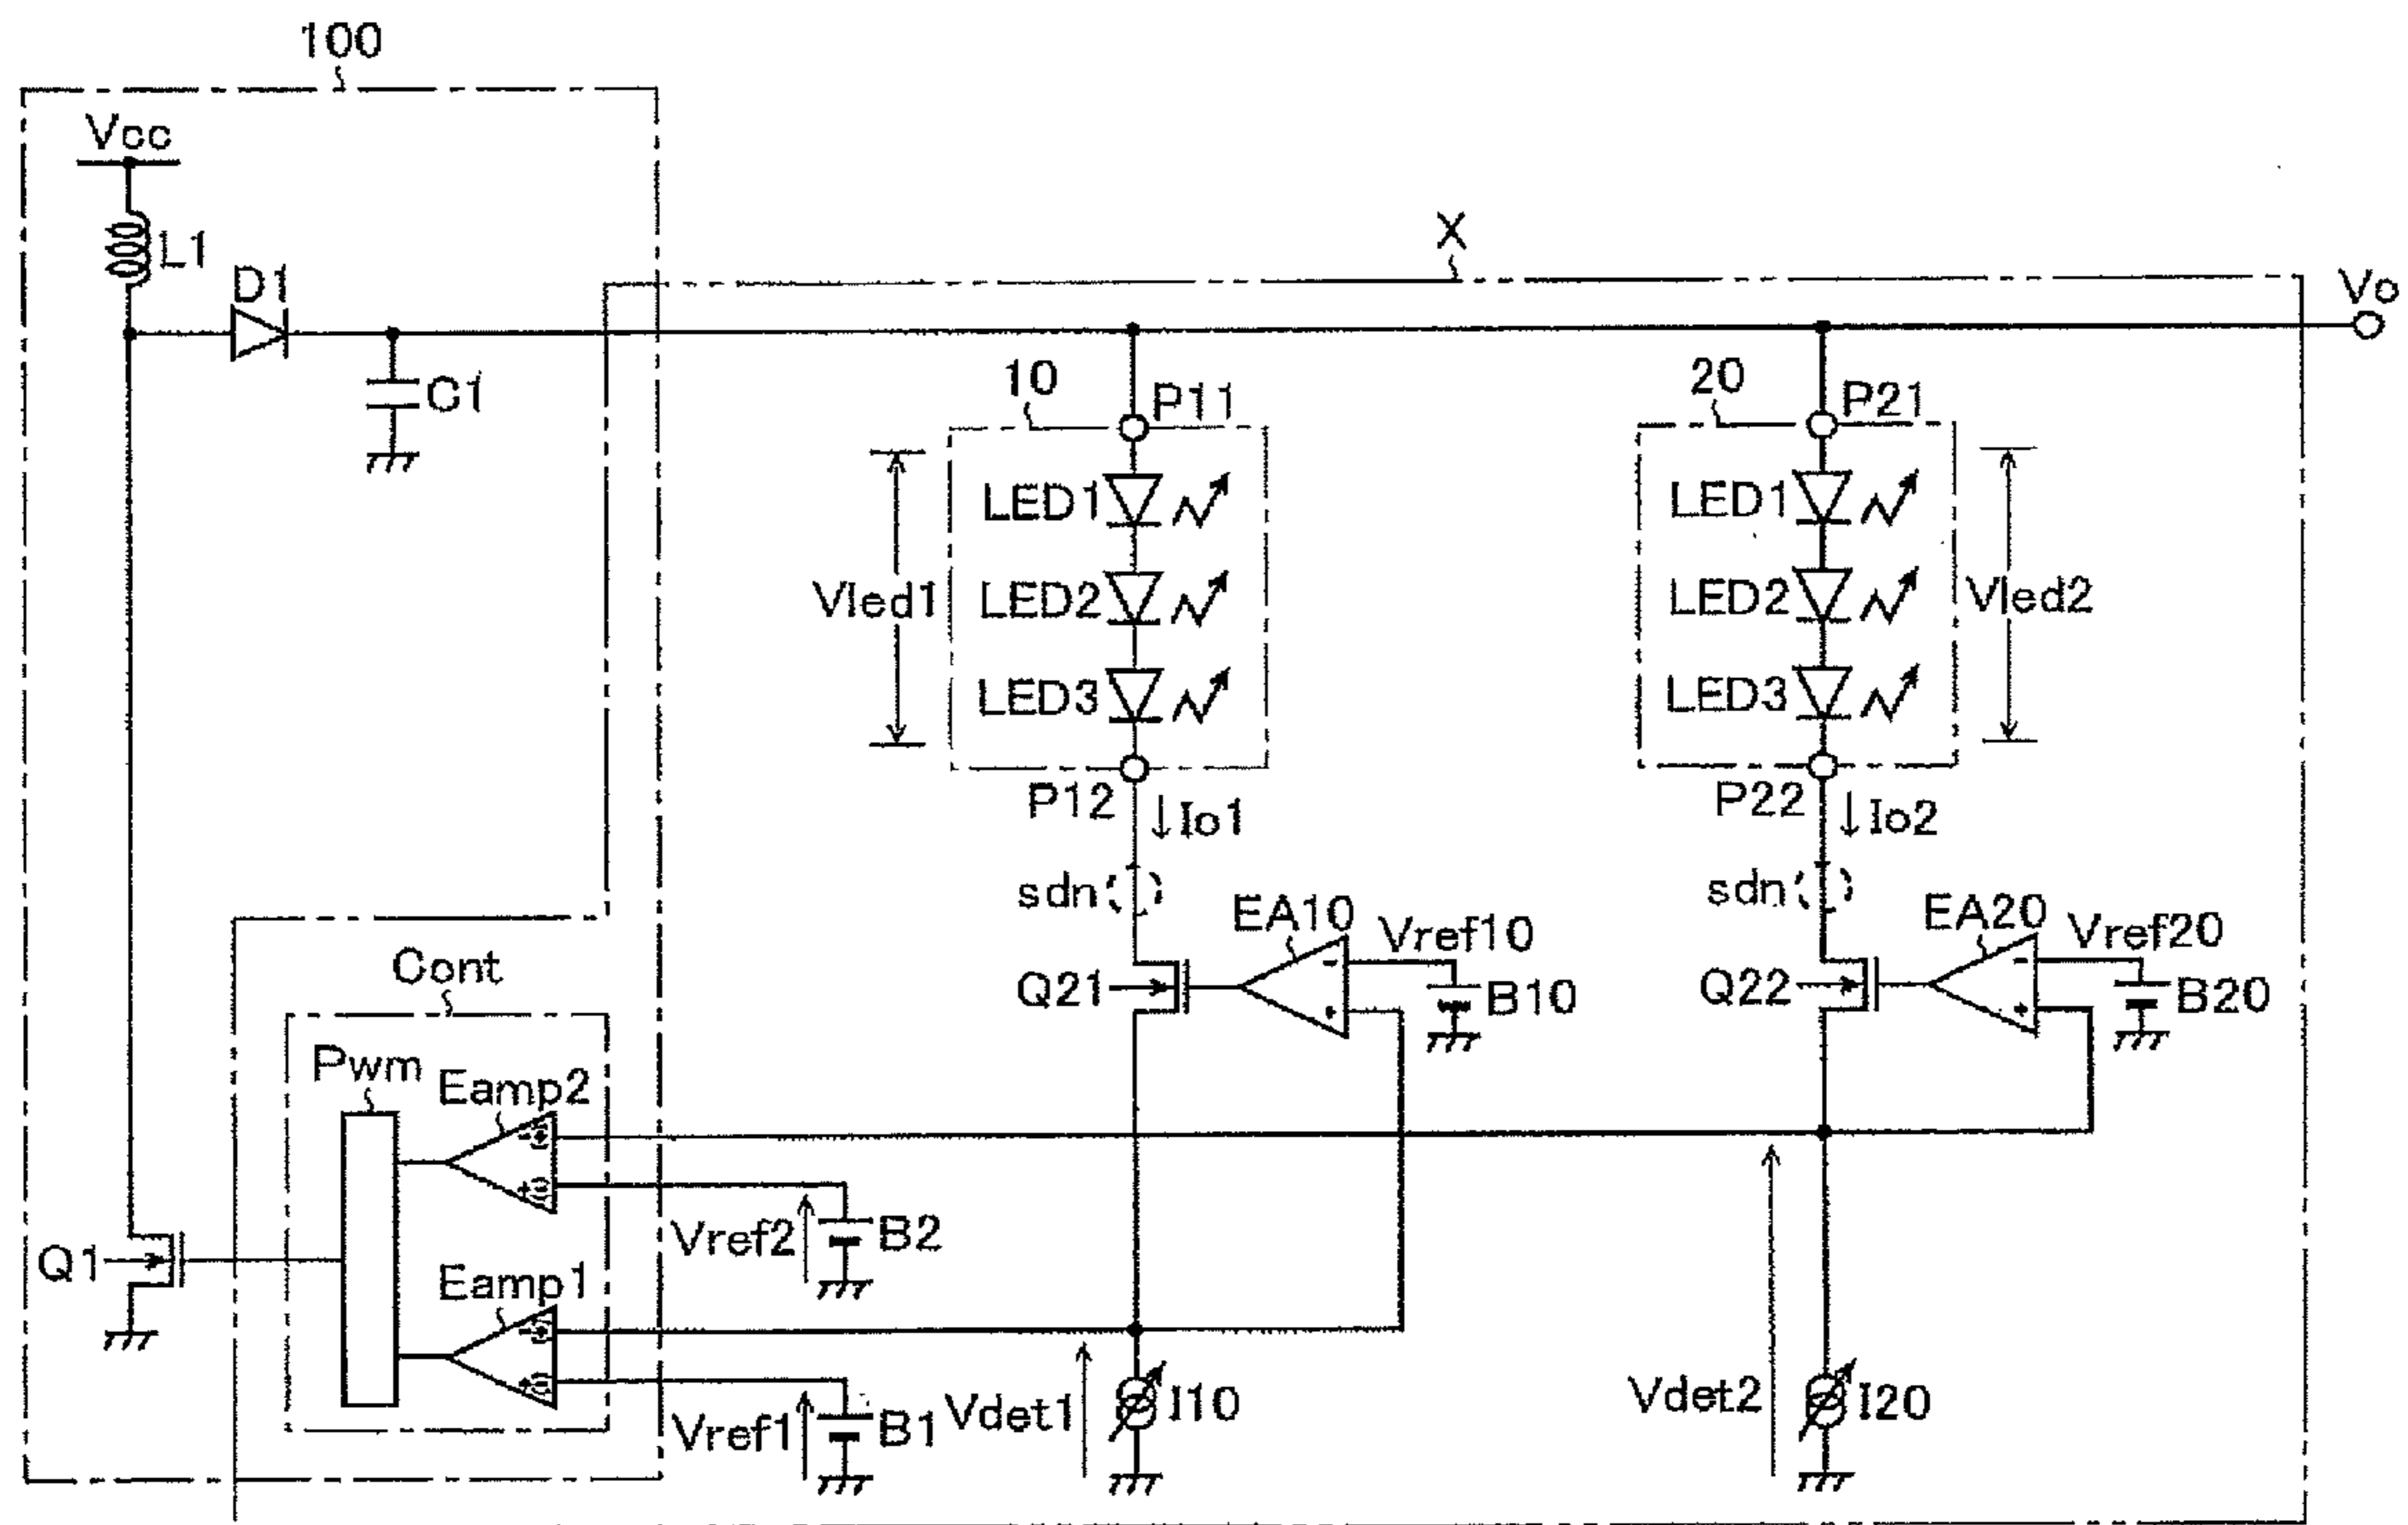 100
Vcc
L1
D1
C1
X
Vo
10
P11
20
P21
LED1
LED2
LED3
Vled1
LED1
LED2
LED3
Vled2
P12
Io1
P22
Io2
sdn
sdn
EA10
Vref10
EA20
Vref20
Q21
-
+
B10
Q22
-
+
B20
Cont
Pwm
Eamp2
-(+)
+(-)
Vref2
B2
Q1
Eamp1
-(+)
+(-)
Vref1
B1
Vdet1
I10
Vdet2
I20